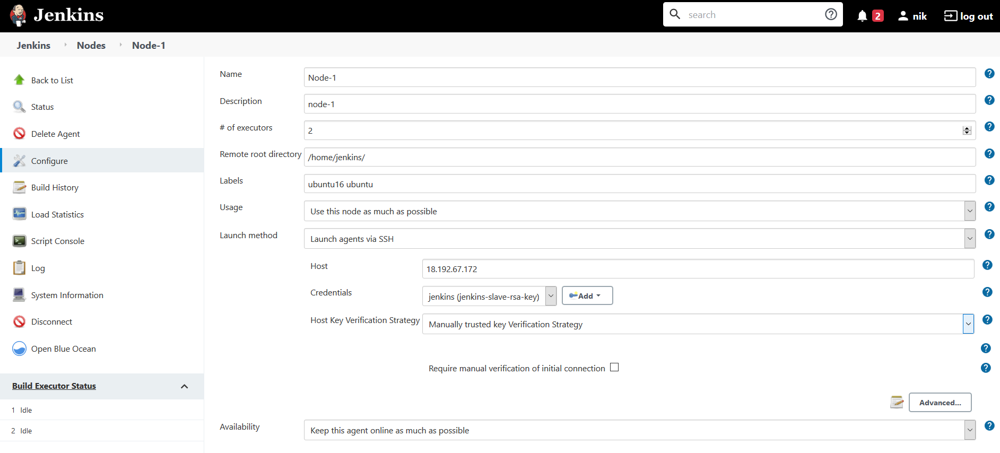 Jenkins
search
2
nik
log out
Jenkins
Nodes
Node-1
Back to List
Status
Delete Agent
Configure
Build History
Load Statistics
Script Console
Log
System Information
Disconnect
Open Blue Ocean
Build Executor Status
1 Idle
2 Idle
Name
Node-1
Description
node-1
# of executors
2
Remote root directory
/home/jenkins/
Labels
ubuntu16 ubuntu
Usage
Use this node as much as possible
Launch method
Launch agents via SSH
Host
18.192.67.172
Credentials
jenkins (jenkins-slave-rsa-key)
Add
Host Key Verification Strategy
Manually trusted key Verification Strategy
Require manual verification of initial connection
Advanced...
Availability
Keep this agent online as much as possible